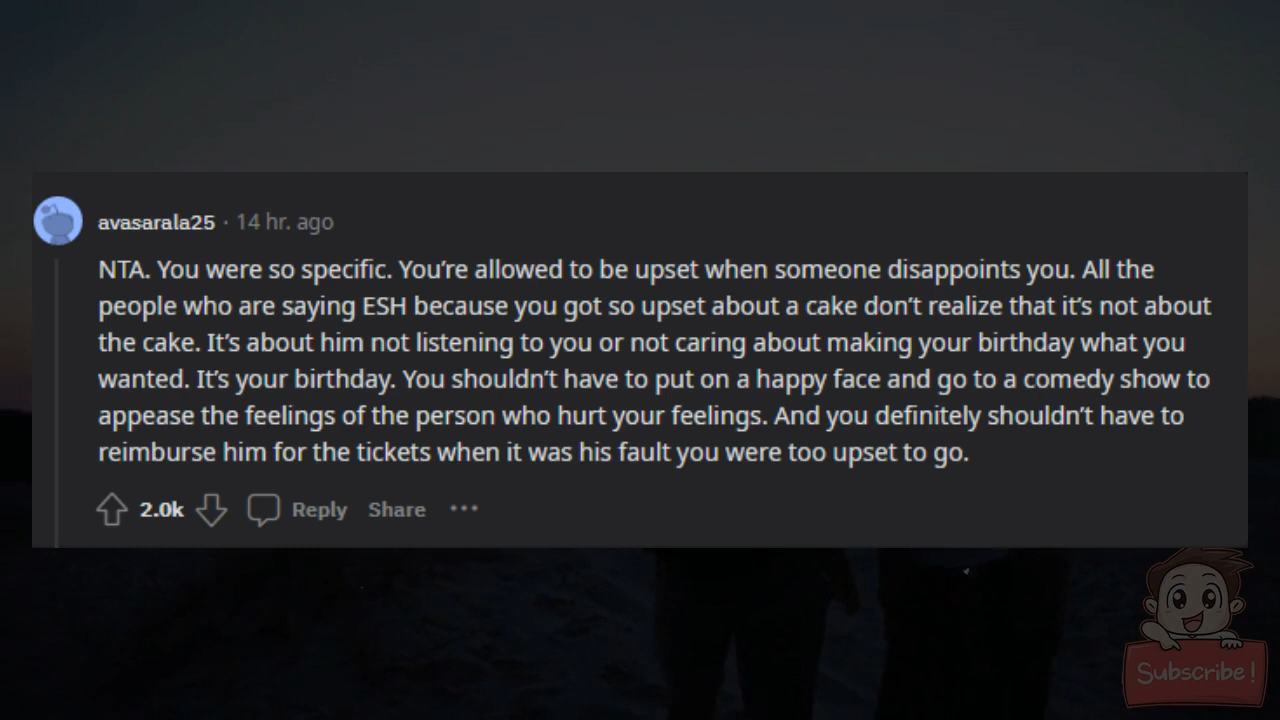 avasarala25 · 14 hr. ago
NTA. You were so specific. You’re allowed to be upset when someone disappoints you. All the
people who are saying ESH because you got so upset about a cake don’t realize that it’s not about
the cake. It’s about him not listening to you or not caring about making your birthday what you
wanted. It’s your birthday. You shouldn’t have to put on a happy face and go to a comedy show to
appease the feelings of the person who hurt your feelings. And you definitely shouldn’t have to
reimburse him for the tickets when it was his fault you were too upset to go.
2.0k Reply Share ···
Subscribe!